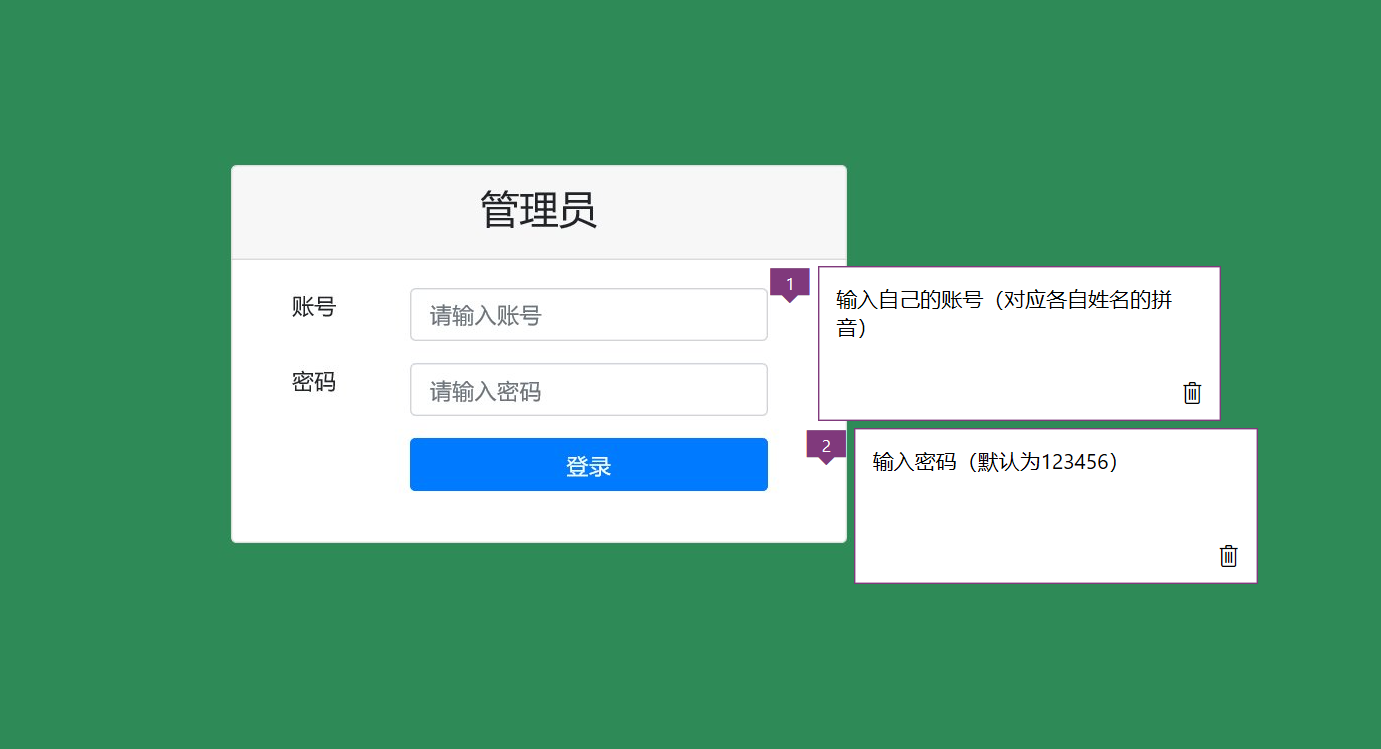 管理员
账号
请输入账号
1
输入自己的账号（对应各自姓名的拼
音）
密码
请输入密码
登录
2
输入密码（默认为123456）